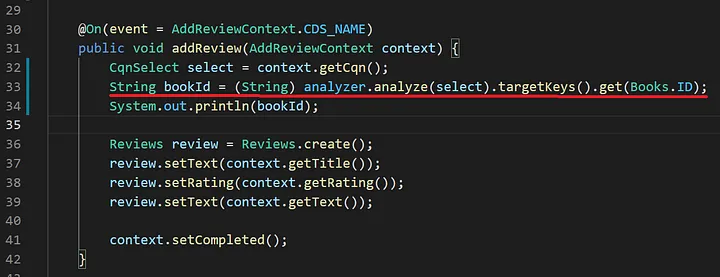 29
30 @On(event = AddReviewContext.CDS_NAME)
31 public void addReview(AddReviewContext context) {
32 CqnSelect select = context.getCqn();
33 String bookId = (String) analyzer.analyze(select).targetKeys().get(Books.ID);
34 System.out.println(bookId);
35
36 Reviews review = Reviews.create();
37 review.setText(context.getTitle());
38 review.setRating(context.getRating());
39 review.setText(context.getText());
40
41 context.setCompleted();
42 }